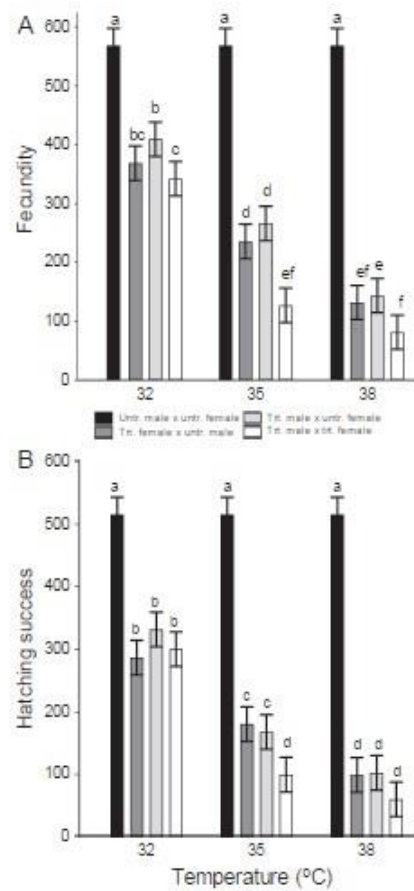 A
600
500
400
300
200
100
0
Fecundity
a
bc
b
c
a
d
d
ef
a
ef
e
f
32 35 38
Untr. male x untr. female Trt. male x untr. female
Trt. female x untr. male Trt. male x trt. female
B
600
500
400
300
200
100
0
Hatching success
a
b
b
b
a
c
c
d
a
d
d
d
32 35 38
Temperature (ºC)